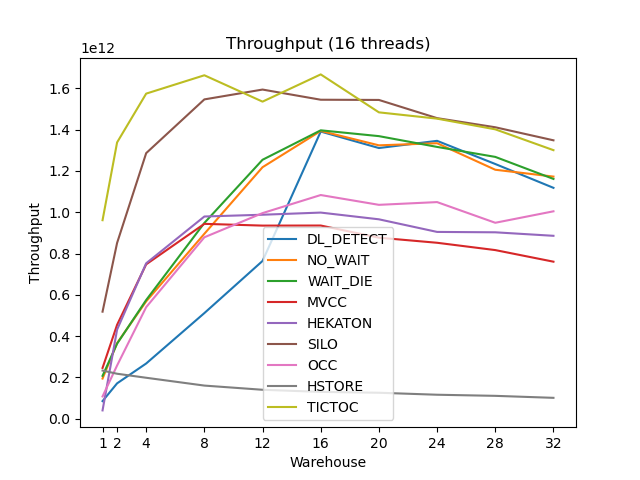 Throughput (16 threads)
1e12
1.6
1.4
1.2
1.0
0.8
0.6
0.4
0.2
0.0
Throughput
DL_DETECT
NO_WAIT
WAIT_DIE
MVCC
HEKATON
SILO
OCC
HSTORE
TICTOC
1 2 4 8 12 16 20 24 28 32
Warehouse